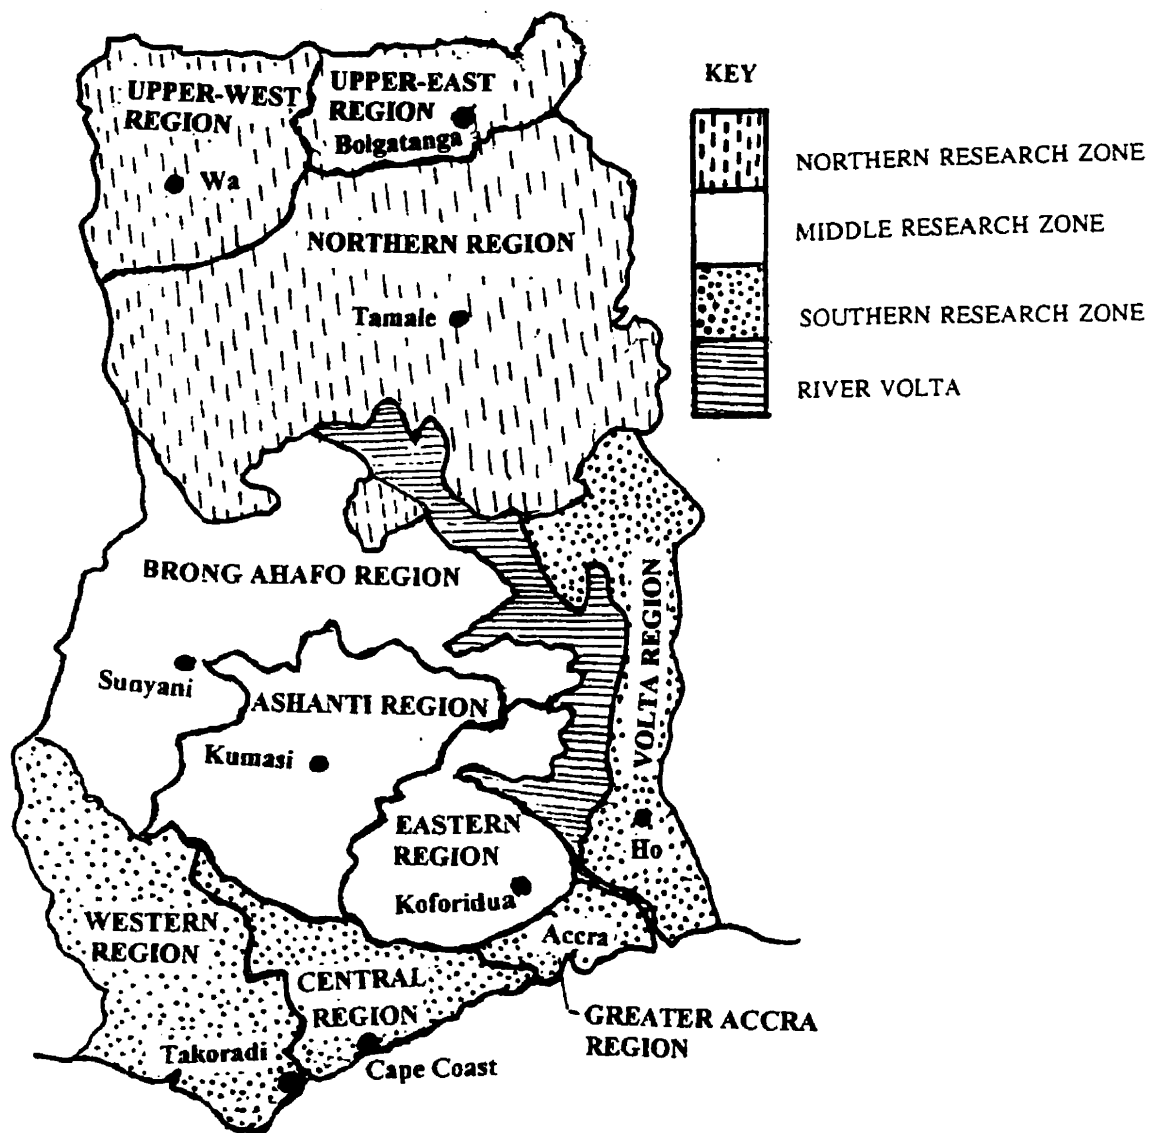 KEY
NORTHERN RESEARCH ZONE
MIDDLE RESEARCH ZONE
SOUTHERN RESEARCH ZONE
RIVER VOLTA
UPPER-WEST
REGION
Wa
UPPER-EAST
REGION
Bolgatanga
NORTHERN REGION
Tamale
BRONG AHAFO REGION
Sunyani
ASHANTI REGION
Kumasi
VOLTA REGION
Ho
EASTERN
REGION
Koforidua
WESTERN
REGION
Takoradi
CENTRAL
REGION
Cape Coast
Accra
GREATER ACCRA
REGION